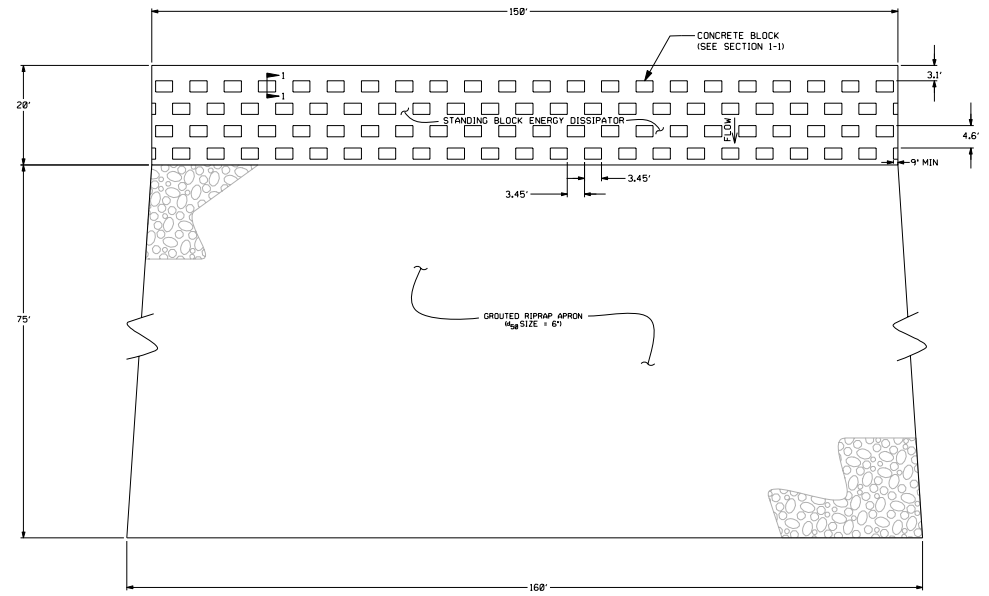 150'
CONCRETE BLOCK
(SEE SECTION 1-1)
3.1'
1
1
20'
STANDING BLOCK ENERGY DISSIPATOR
FLOW
4.6'
9" MIN
3.45'
3.45'
75'
GROUTED RIPRAP APRON
(d50 SIZE = 6")
160'